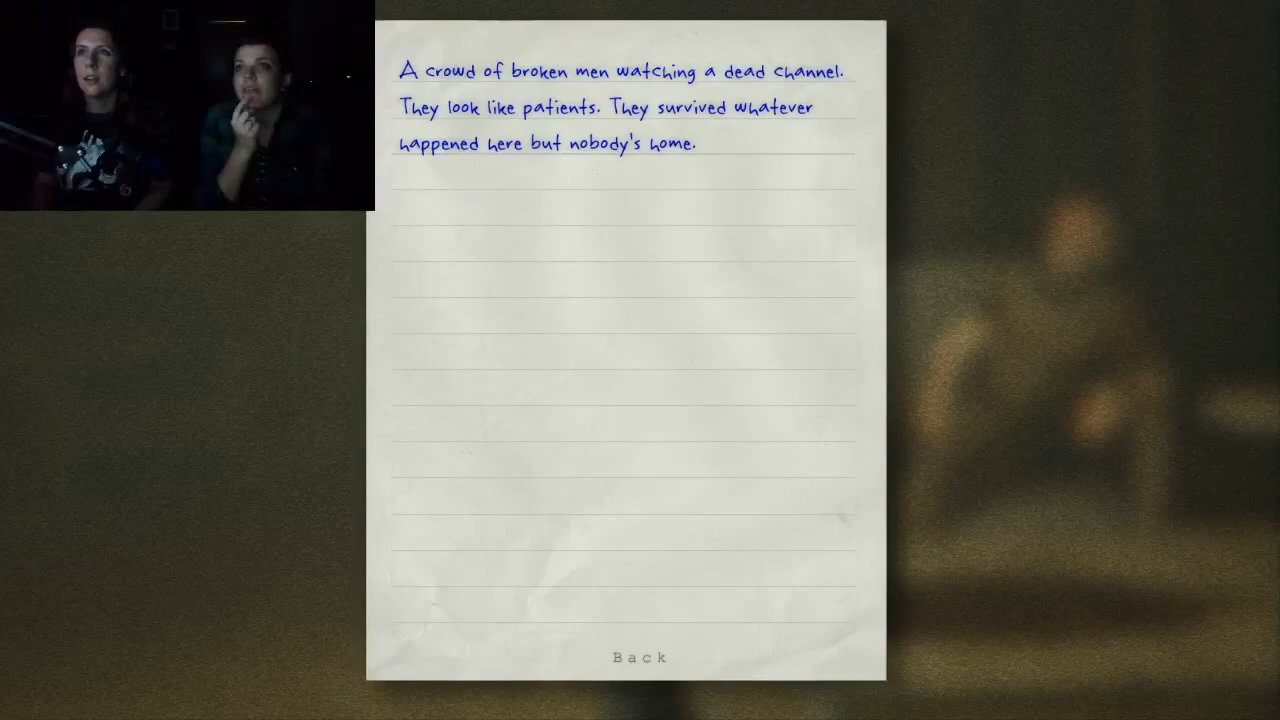 A crowd of broken men watching a dead channel.
They look like patients. They survived whatever
happened here but nobody's home.
Back